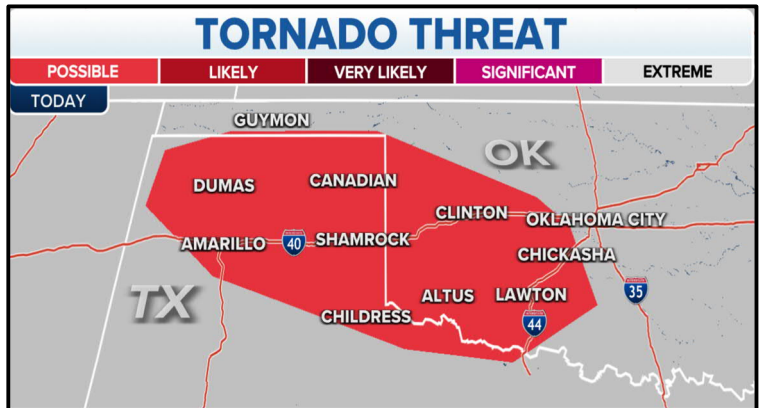 TORNADO THREAT
POSSIBLE LIKELY VERY LIKELY SIGNIFICANT EXTREME
TODAY
GUYMON
OK
DUMAS CANADIAN
CLINTON OKLAHOMA CITY
AMARILLO 40 SHAMROCK
CHICKASHA
TX ALTUS LAWTON 35
CHILDRESS 44